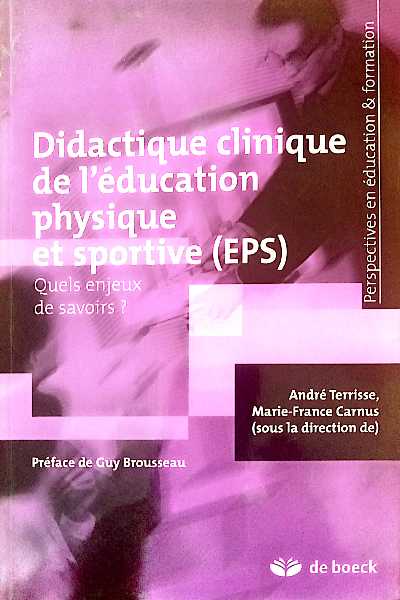 Didactique clinique
de l'éducation
physique
et sportive (EPS)
Quels enjeux
de savoirs ?
Perspectives en éducation & formation
André Terrisse,
Marie-France Carnus
(sous la direction de)
Préface de Guy Brousseau
de boeck